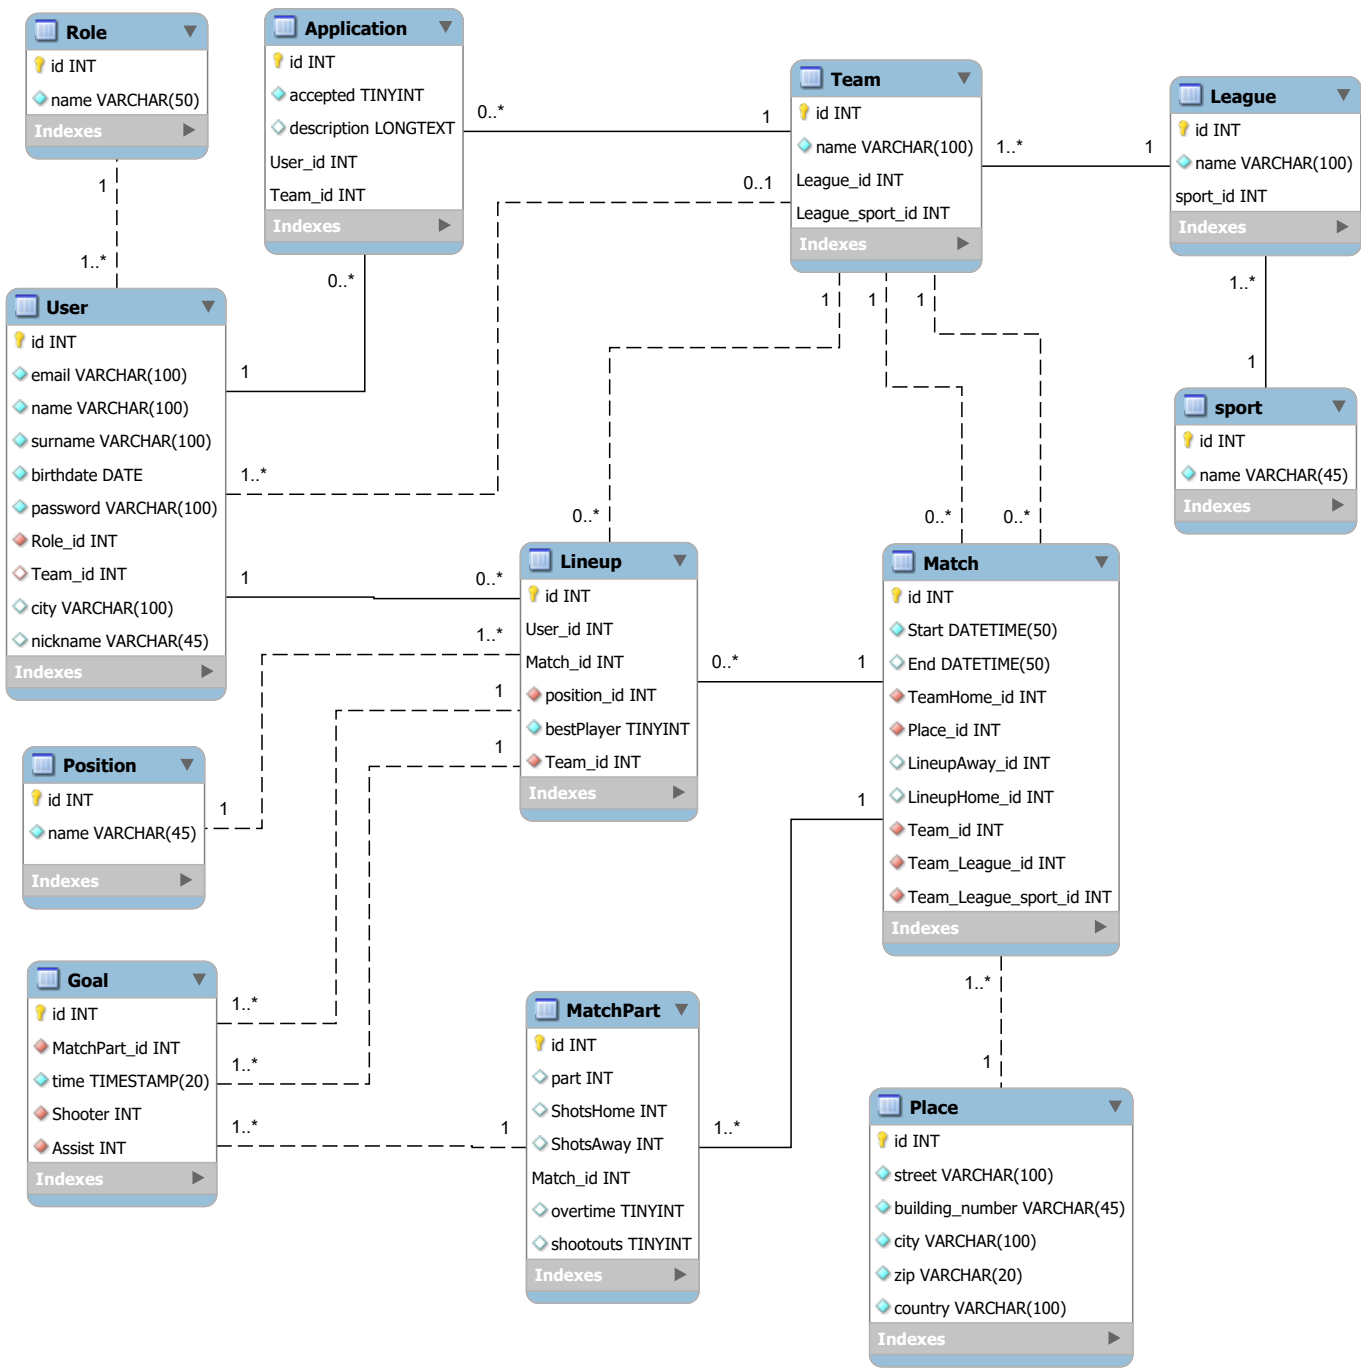 Role
id INT
name VARCHAR(50)
Indexes
1
1..*
Application
id INT
accepted TINYINT
description LONGTEXT
User_id INT
Team_id INT
Indexes
0..*
1
0..*
1
Team
id INT
name VARCHAR(100)
League_id INT
League_sport_id INT
Indexes
0..1
1..*
1..*
1
League
id INT
name VARCHAR(100)
sport_id INT
Indexes
1..*
1
sport
id INT
name VARCHAR(45)
Indexes
User
id INT
email VARCHAR(100)
name VARCHAR(100)
surname VARCHAR(100)
birthdate DATE
password VARCHAR(100)
Role_id INT
Team_id INT
city VARCHAR(100)
nickname VARCHAR(45)
Indexes
1
1
1
0..*
0..*
0..*
1
0..*
Lineup
id INT
User_id INT
Match_id INT
position_id INT
bestPlayer TINYINT
Team_id INT
Indexes
1..*
1
1
0..*
1
Match
id INT
Start DATETIME(50)
End DATETIME(50)
TeamHome_id INT
Place_id INT
LineupAway_id INT
LineupHome_id INT
Team_id INT
Team_League_id INT
Team_League_sport_id INT
Indexes
1
1..*
1
Position
id INT
name VARCHAR(45)
Indexes
1
Goal
id INT
MatchPart_id INT
time TIMESTAMP(20)
Shooter INT
Assist INT
Indexes
1..*
1..*
1..*
1
MatchPart
id INT
part INT
ShotsHome INT
ShotsAway INT
Match_id INT
overtime TINYINT
shootouts TINYINT
Indexes
1..*
Place
id INT
street VARCHAR(100)
building_number VARCHAR(45)
city VARCHAR(100)
zip VARCHAR(20)
country VARCHAR(100)
Indexes